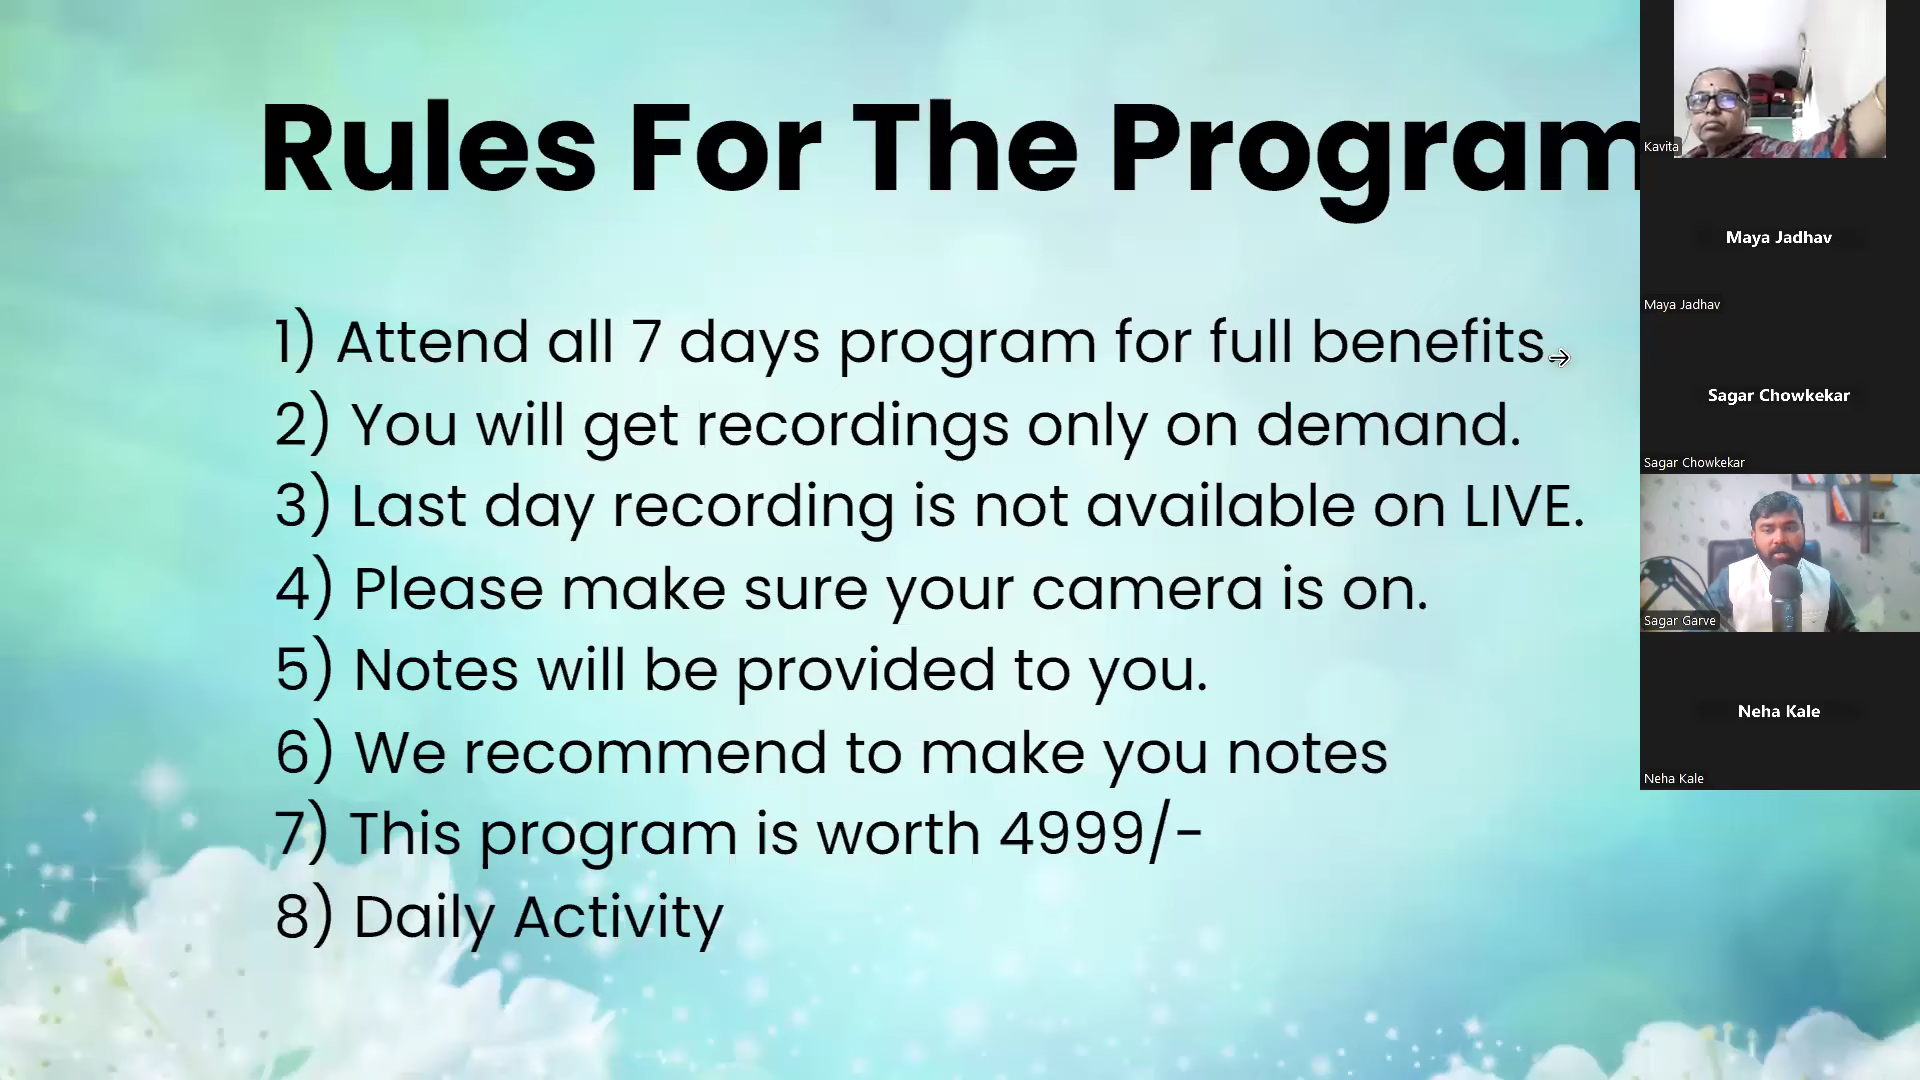 Rules For The Program
1) Attend all 7 days program for full benefits.
2) You will get recordings only on demand.
3) Last day recording is not available on LIVE.
4) Please make sure your camera is on.
5) Notes will be provided to you.
6) We recommend to make you notes
7) This program is worth 4999/-
8) Daily Activity
Kavita
Maya Jadhav
Maya Jadhav
Sagar Chowkekar
Sagar Chowkekar
Sagar Garve
Neha Kale
Neha Kale